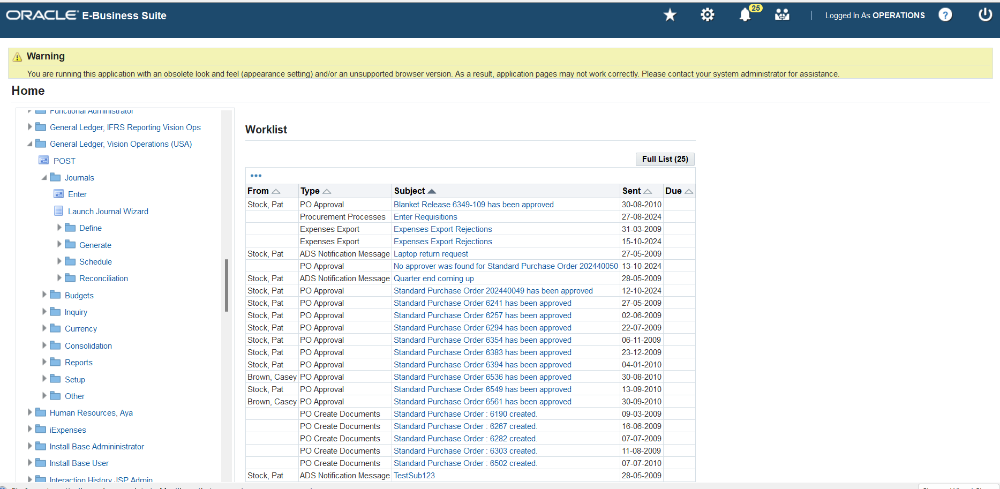 ORACLE E-Business Suite
25
Logged In As OPERATIONS
?
Warning
You are running this application with an obsolete look and feel (appearance setting) and/or an unsupported browser version. As a result, application pages may not work correctly. Please contact your system administrator for assistance.
Home
Functional Administrator
General Ledger, IFRS Reporting Vision Ops
General Ledger, Vision Operations (USA)
POST
Journals
Enter
Launch Journal Wizard
Define
Generate
Schedule
Reconciliation
Budgets
Inquiry
Currency
Consolidation
Reports
Setup
Other
Human Resources, Aya
iExpenses
Install Base Admininistrator
Install Base User
Interaction History JSP Admin
Worklist
Full List (25)
From Type Subject Sent Due
Stock, Pat PO Approval Blanket Release 6349-109 has been approved 30-08-2010
Procurement Processes Enter Requisitions 27-08-2024
Expenses Export Expenses Export Rejections 31-03-2009
Expenses Export Expenses Export Rejections 15-10-2024
Stock, Pat ADS Notification Message Laptop return request 27-05-2009
PO Approval No approver was found for Standard Purchase Order 202440050 13-10-2024
Stock, Pat ADS Notification Message Quarter end coming up 28-05-2009
Stock, Pat PO Approval Standard Purchase Order 202440049 has been approved 12-10-2024
Stock, Pat PO Approval Standard Purchase Order 6241 has been approved 27-05-2009
Stock, Pat PO Approval Standard Purchase Order 6257 has been approved 02-06-2009
Stock, Pat PO Approval Standard Purchase Order 6294 has been approved 22-07-2009
Stock, Pat PO Approval Standard Purchase Order 6354 has been approved 06-11-2009
Stock, Pat PO Approval Standard Purchase Order 6383 has been approved 23-12-2009
Stock, Pat PO Approval Standard Purchase Order 6394 has been approved 04-01-2010
Brown, Casey PO Approval Standard Purchase Order 6536 has been approved 30-08-2010
Stock, Pat PO Approval Standard Purchase Order 6549 has been approved 13-09-2010
Brown, Casey PO Approval Standard Purchase Order 6561 has been approved 30-09-2010
PO Create Documents Standard Purchase Order : 6190 created. 09-03-2009
PO Create Documents Standard Purchase Order : 6267 created. 16-06-2009
PO Create Documents Standard Purchase Order : 6282 created. 07-07-2009
PO Create Documents Standard Purchase Order : 6303 created. 11-08-2009
PO Create Documents Standard Purchase Order : 6502 created. 07-07-2010
Stock, Pat ADS Notification Message TestSub123 28-05-2009